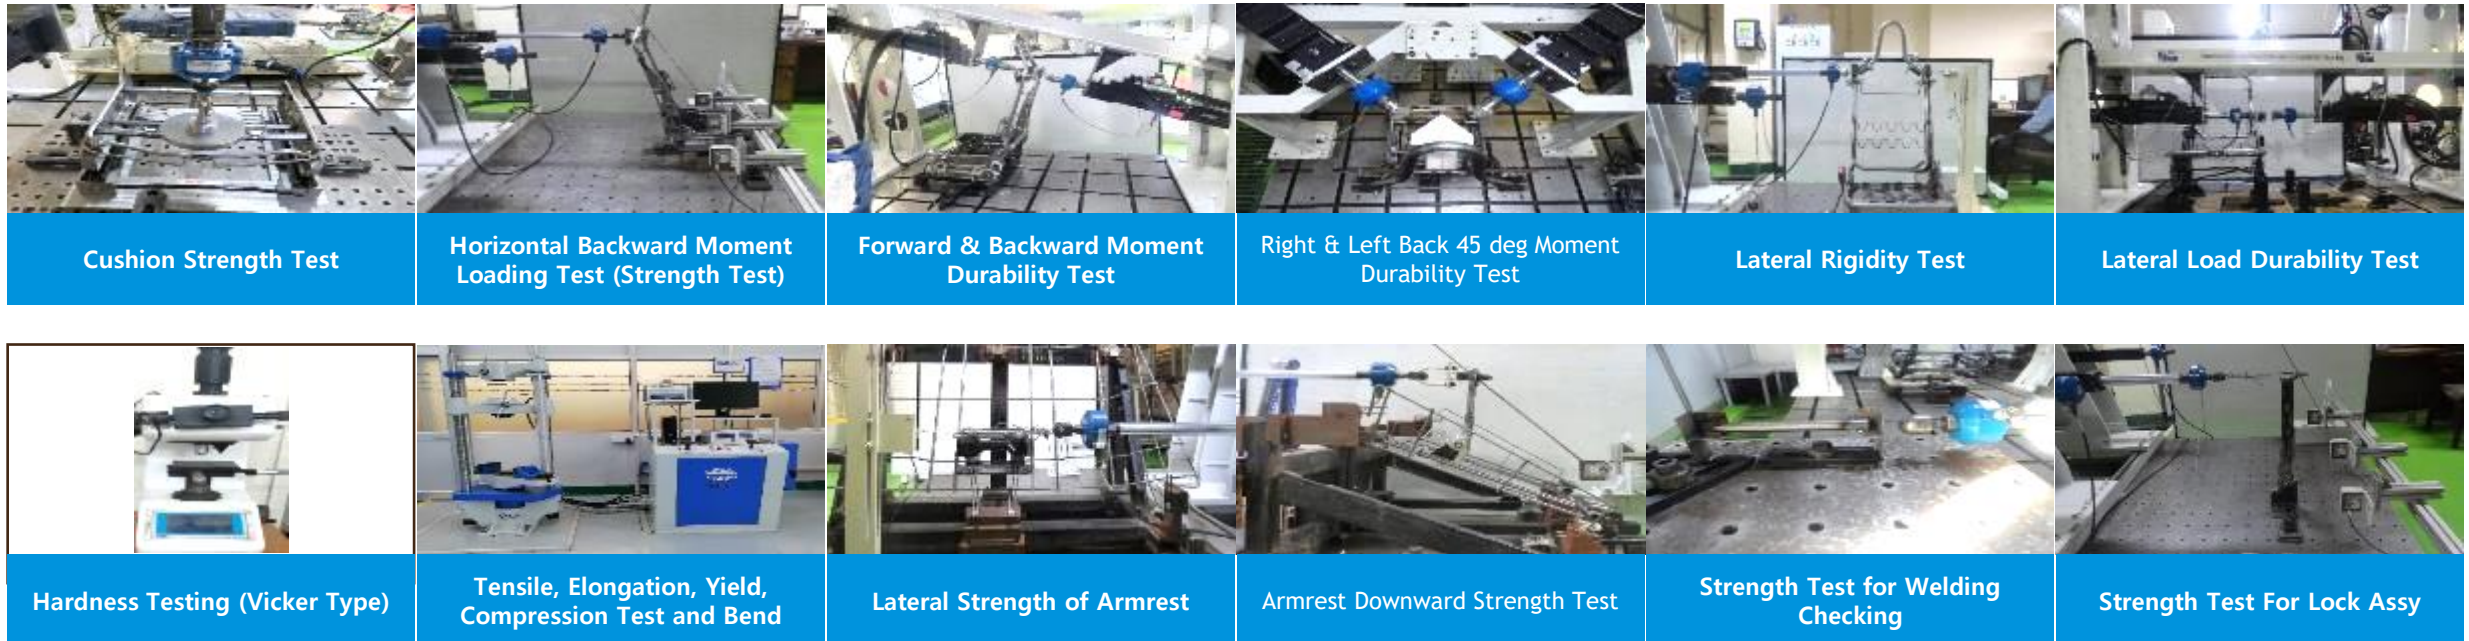 Cushion Strength Test
Horizontal Backward Moment
Loading Test (Strength Test)
Forward & Backward Moment
Durability Test
Right & Left Back 45 deg Moment
Durability Test
Lateral Rigidity Test
Lateral Load Durability Test
Hardness Testing (Vicker Type)
Tensile, Elongation, Yield,
Compression Test and Bend
Lateral Strength of Armrest
Armrest Downward Strength Test
Strength Test for Welding
Checking
Strength Test For Lock Assy